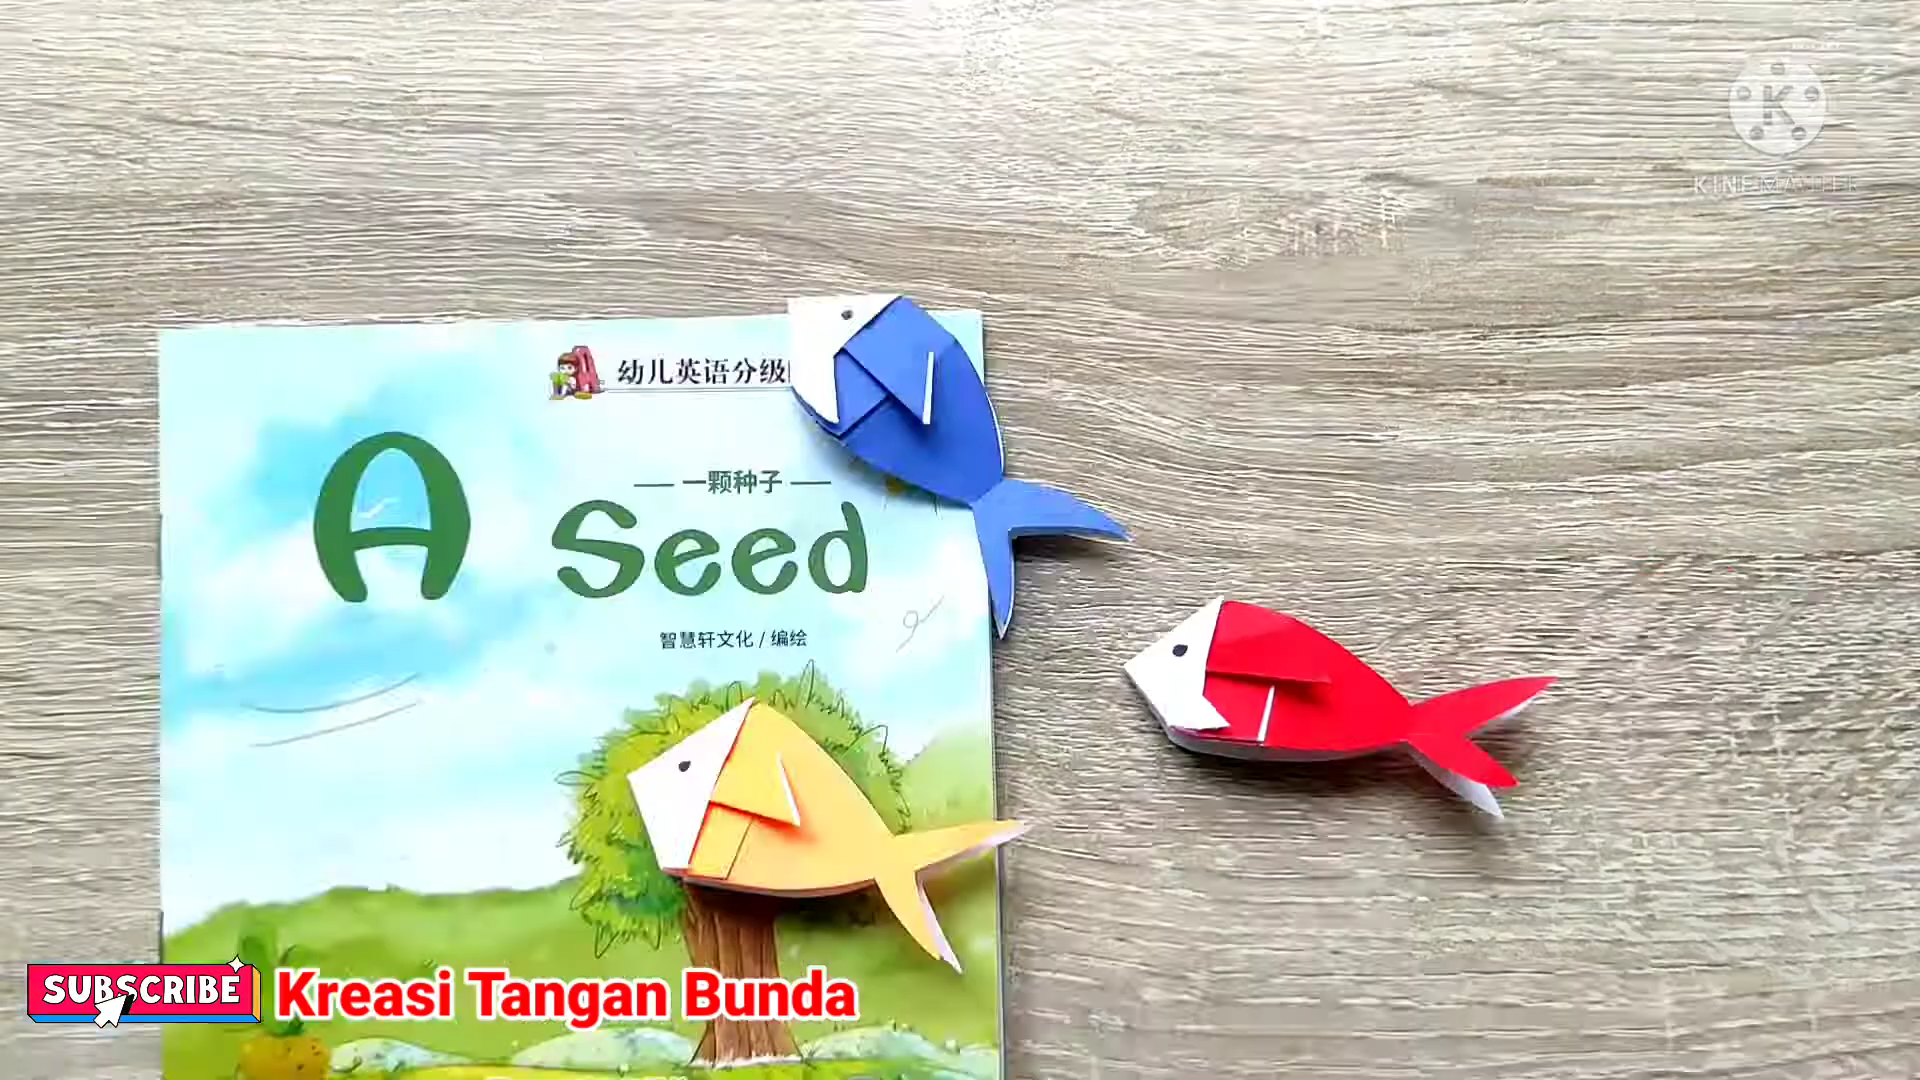 幼儿英语分级
一颗种子
A Seed
智慧轩文化 / 编绘
KINEMASTER
SUBSCRIBE
Kreasi Tangan Bunda